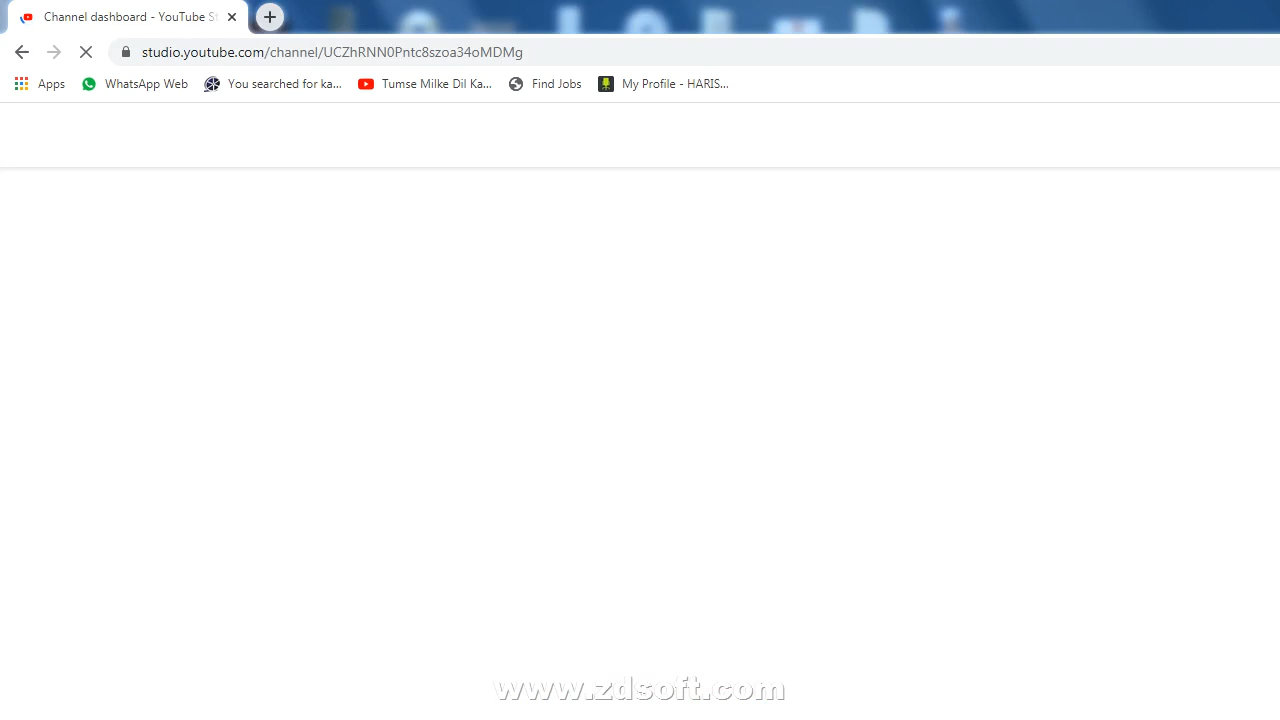 Channel dashboard - YouTube St
studio.youtube.com/channel/UCZhRNN0Pntc8szoa34oMDMg
Apps WhatsApp Web You searched for ka... Tumse Milke Dil Ka... Find Jobs My Profile - HARIS...
www.zdsoft.com